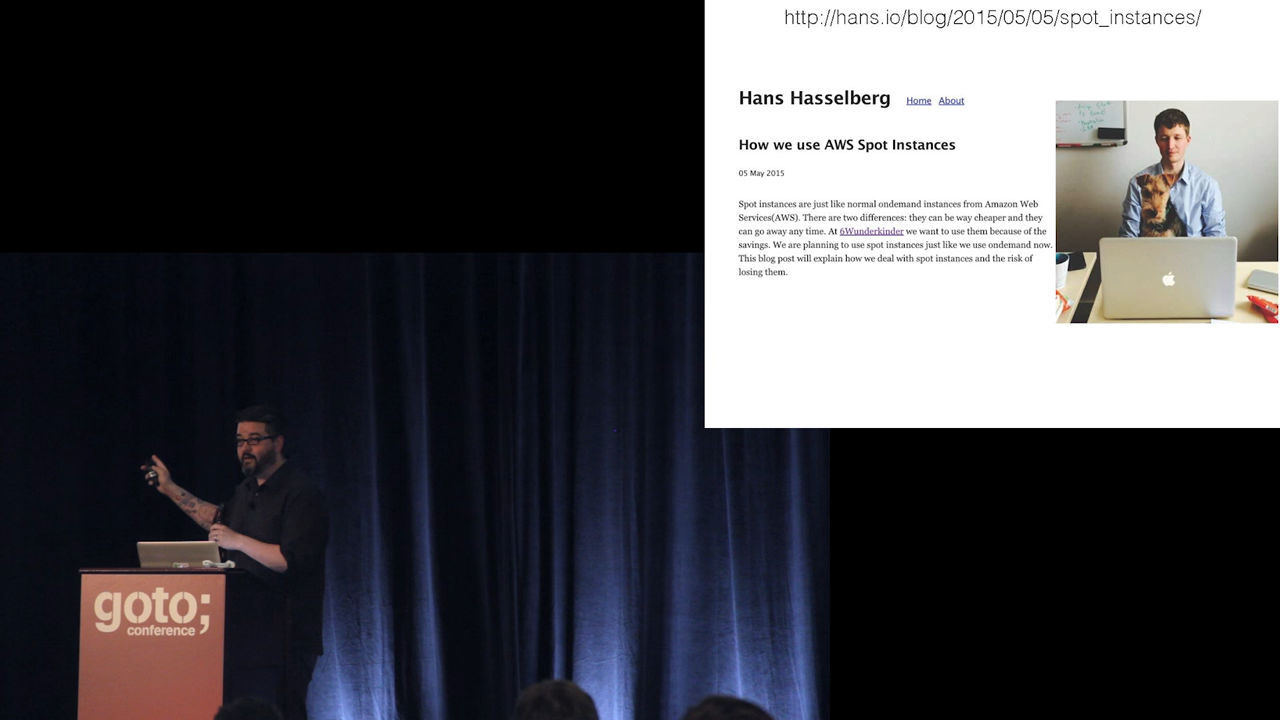 http://hans.io/blog/2015/05/05/spot_instances/
Hans Hasselberg Home About
How we use AWS Spot Instances
05 May 2015
Spot instances are just like normal ondemand instances from Amazon Web
Services(AWS). There are two differences: they can be way cheaper and they
can go away any time. At 6Wunderkinder we want to use them because of the
savings. We are planning to use spot instances just like we use ondemand now.
This blog post will explain how we deal with spot instances and the risk of
losing them.
goto;
conference